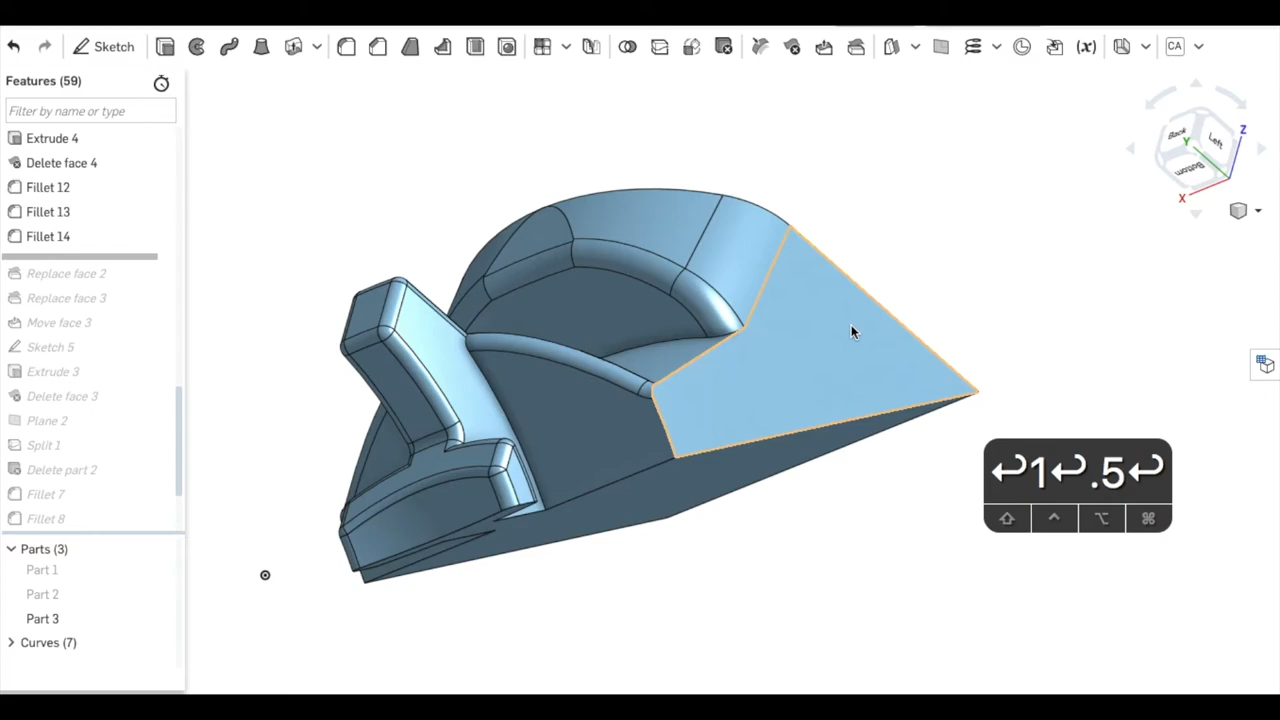 Sketch
(x)
CA
Features (59)
Filter by name or type
Extrude 4
Delete face 4
Fillet 12
Fillet 13
Fillet 14
Replace face 2
Replace face 3
Move face 3
Sketch 5
Extrude 3
Delete face 3
Plane 2
Split 1
Delete part 2
Fillet 7
Fillet 8
Parts (3)
Part 1
Part 2
Part 3
Curves (7)
Back
Left
Bottom
Z
Y
X
↩1↩.5↩
⇧ ⌃ ⌥ ⌘